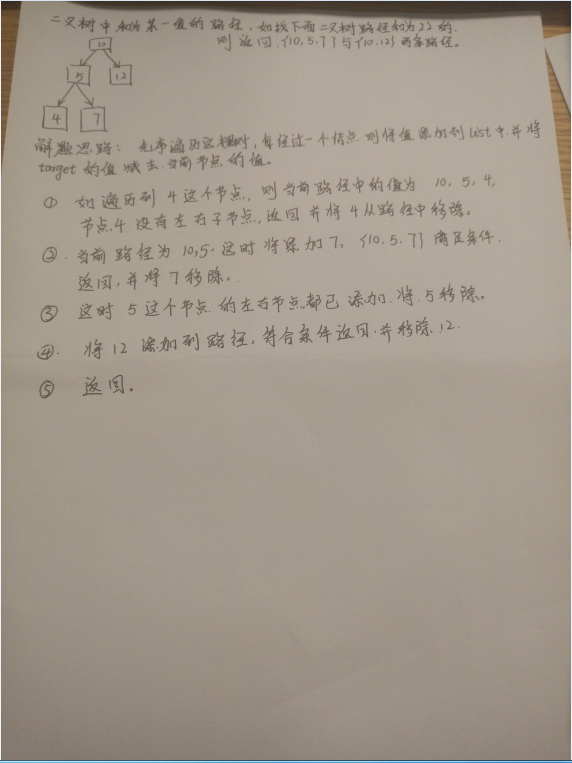 二叉树中和为某一值的路径,如找下面二叉树路径和为22的.
则返回.{10,5,7}与{10.12}两条路径。
10
5
12
4
7
解题思路: 先序遍历这棵树时,每经过一个结点.则将值添加到List中.并将
target 的值减去.当前节点的值。
① 如遍历到4这个节点,则当前路径中的值为 10,5,4,
节点4没有左右子节点,返回并将4从路径中移除。
②.当前路径为10,5.这时将添加7,{10.5.7}满足条件.
返回,并将7移除,.
③ 这时5这个节点的左右节点.都已添加.将.5移除。
④. 将12添加到路径,符合条件返回.并移除.12.
⑤ 返回。